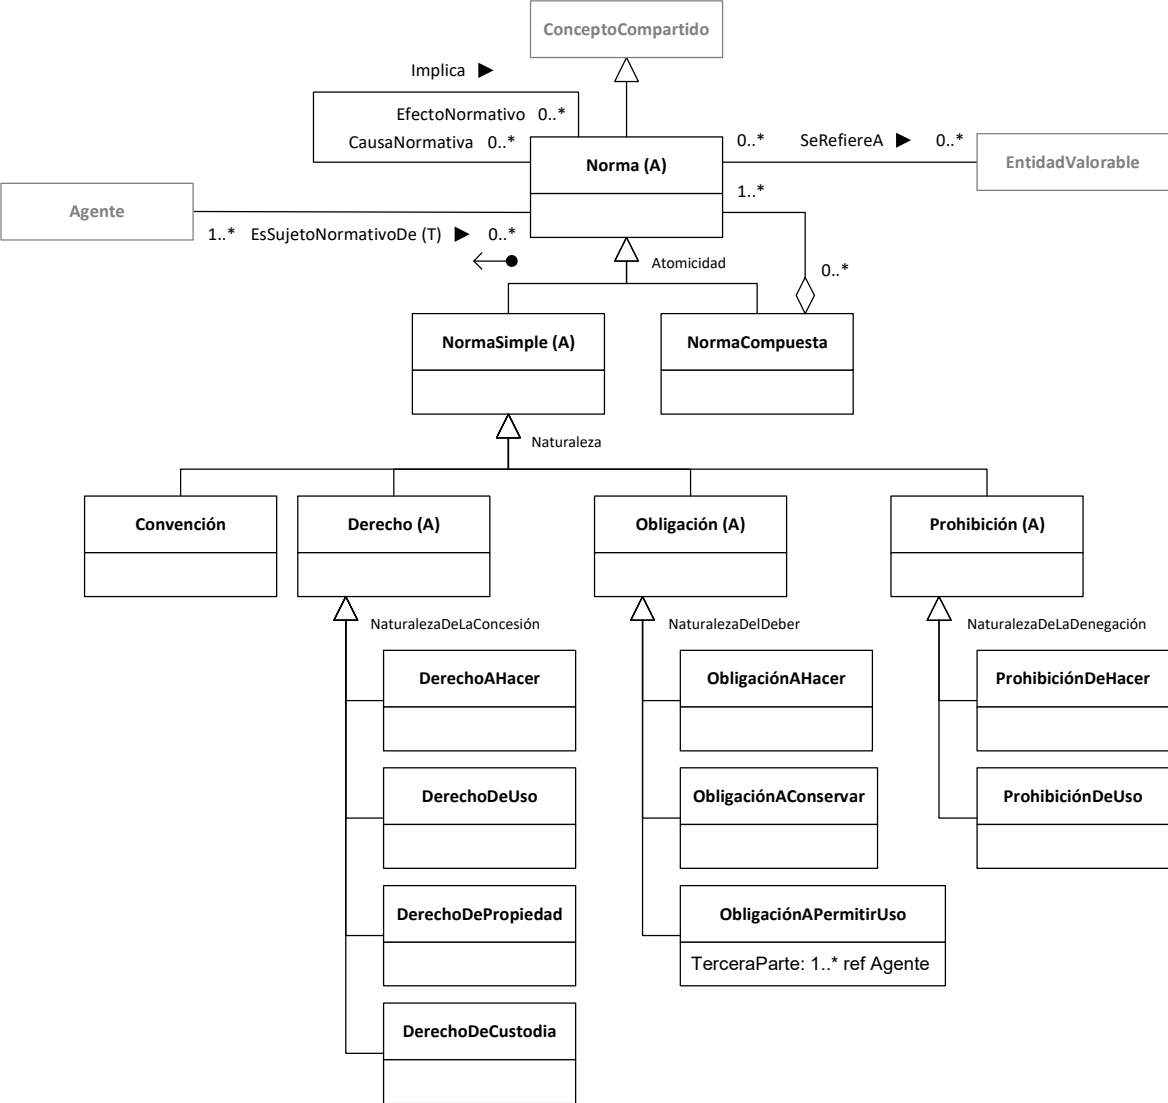 ConceptoCompartido
Implica ►
EfectoNormativo 0..*
CausaNormativa 0..*
Norma (A)
0..* SeRefiereA ► 0..*
EntidadValorable
1..*
Agente
1..* EsSujetoNormativoDe (T) ► 0..*
Atomicidad
0..*
NormaSimple (A)
NormaCompuesta
Naturaleza
Convención
Derecho (A)
Obligación (A)
Prohibición (A)
NaturalezaDeLaConcesión
NaturalezaDelDeber
NaturalezaDeLaDenegación
DerechoAHacer
ObligaciónAHacer
ProhibiciónDeHacer
DerechoDeUso
ObligaciónAConservar
ProhibiciónDeUso
DerechoDePropiedad
ObligaciónAPermitirUso
TerceraParte: 1..* ref Agente
DerechoDeCustodia